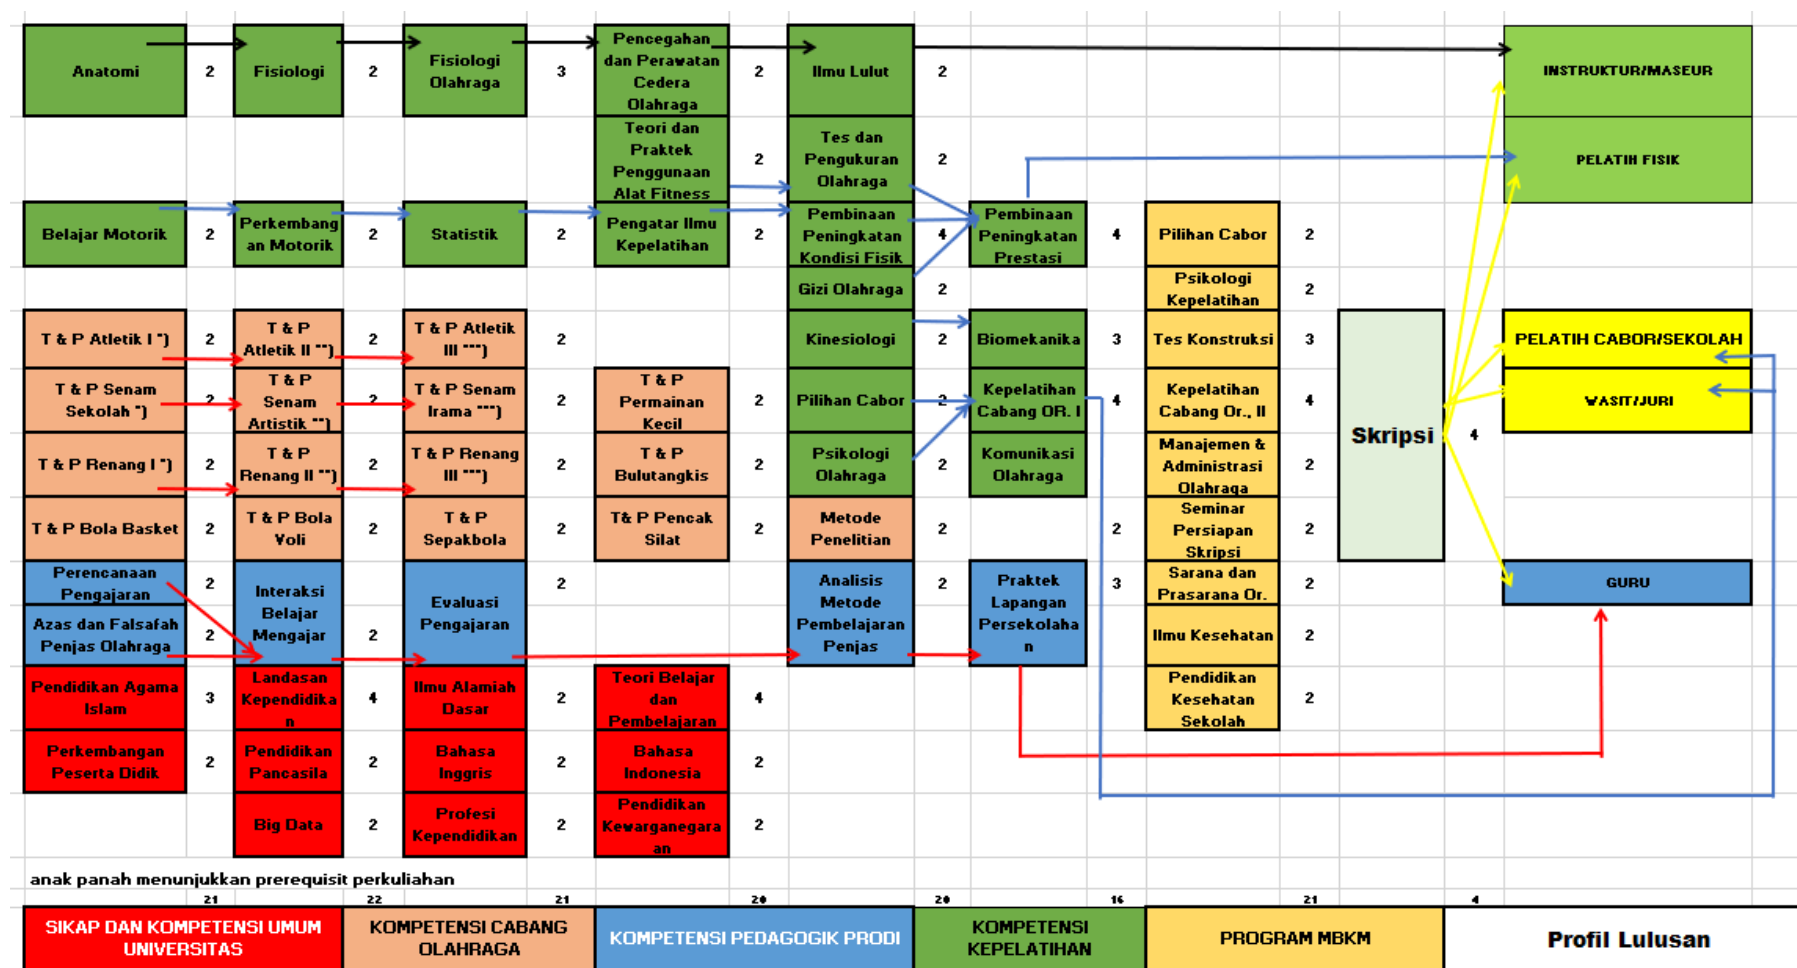 Anatomi
2
Fisiologi
2
Fisiologi
Olahraga
3
Pencegahan
dan Perawatan
Cedera
Olahraga
2
Ilmu Lulut
2
INSTRUKTUR/MASEUR
Teori dan
Praktek
Penggunaan
Alat Fitness
2
Tes dan
Pengukuran
Olahraga
2
PELATIH FISIK
Belajar Motorik
2
Perkembang
an Motorik
2
Statistik
2
Pengatar Ilmu
Kepelatihan
2
Pembinaan
Peningkatan
Kondisi Fisik
4
Pembinaan
Peningkatan
Prestasi
4
Pilihan Cabor
2
Gizi Olahraga
2
Psikologi
Kepelatihan
2
T & P Atletik I *)
2
T & P
Atletik II **)
2
T & P Atletik
III ***)
2
Kinesiologi
2
Biomekanika
3
Tes Konstruksi
3
PELATIH CABOR/SEKOLAH
T & P Senam
Sekolah *)
2
T & P
Senam
Artistik **)
2
T & P Senam
Irama ***)
2
T & P
Permainan
Kecil
2
Pilihan Cabor
2
Kepelatihan
Cabang OR. I
4
Kepelatihan
Cabang Or., II
4
WASIT/JURI
T & P Renang I *)
2
T & P
Renang II **)
2
T & P Renang
III ***)
2
T & P
Bulutangkis
2
Psikologi
Olahraga
2
Komunikasi
Olahraga
Manajemen &
Administrasi
Olahraga
2
Skripsi
4
T & P Bola Basket
2
T & P Bola
Voli
2
T & P
Sepakbola
2
T& P Pencak
Silat
2
Metode
Penelitian
2
2
Seminar
Persiapan
Skripsi
2
Perencanaan
Pengajaran
2
Interaksi
Belajar
Mengajar
2
Evaluasi
Pengajaran
2
Analisis
Metode
Pembelajaran
Penjas
2
Praktek
Lapangan
Persekolaha
n
3
Sarana dan
Prasarana Or.
2
GURU
Azas dan Falsafah
Penjas Olahraga
2
Ilmu Kesehatan
2
Pendidikan Agama
Islam
3
Landasan
Kependidika
n
4
Ilmu Alamiah
Dasar
2
Teori Belajar
dan
Pembelajaran
4
Pendidikan
Kesehatan
Sekolah
2
Perkembangan
Peserta Didik
2
Pendidikan
Pancasila
2
Bahasa
Inggris
2
Bahasa
Indonesia
2
Big Data
2
Profesi
Kependidikan
2
Pendidikan
Kewarganegara
an
2
anak panah menunjukkan prerequisit perkuliahan
21 22 21 20 20 16 21 4
SIKAP DAN KOMPETENSI UMUM
UNIVERSITAS
KOMPETENSI CABANG
OLAHRAGA
KOMPETENSI PEDAGOGIK PRODI
KOMPETENSI
KEPELATIHAN
PROGRAM MBKM
Profil Lulusan